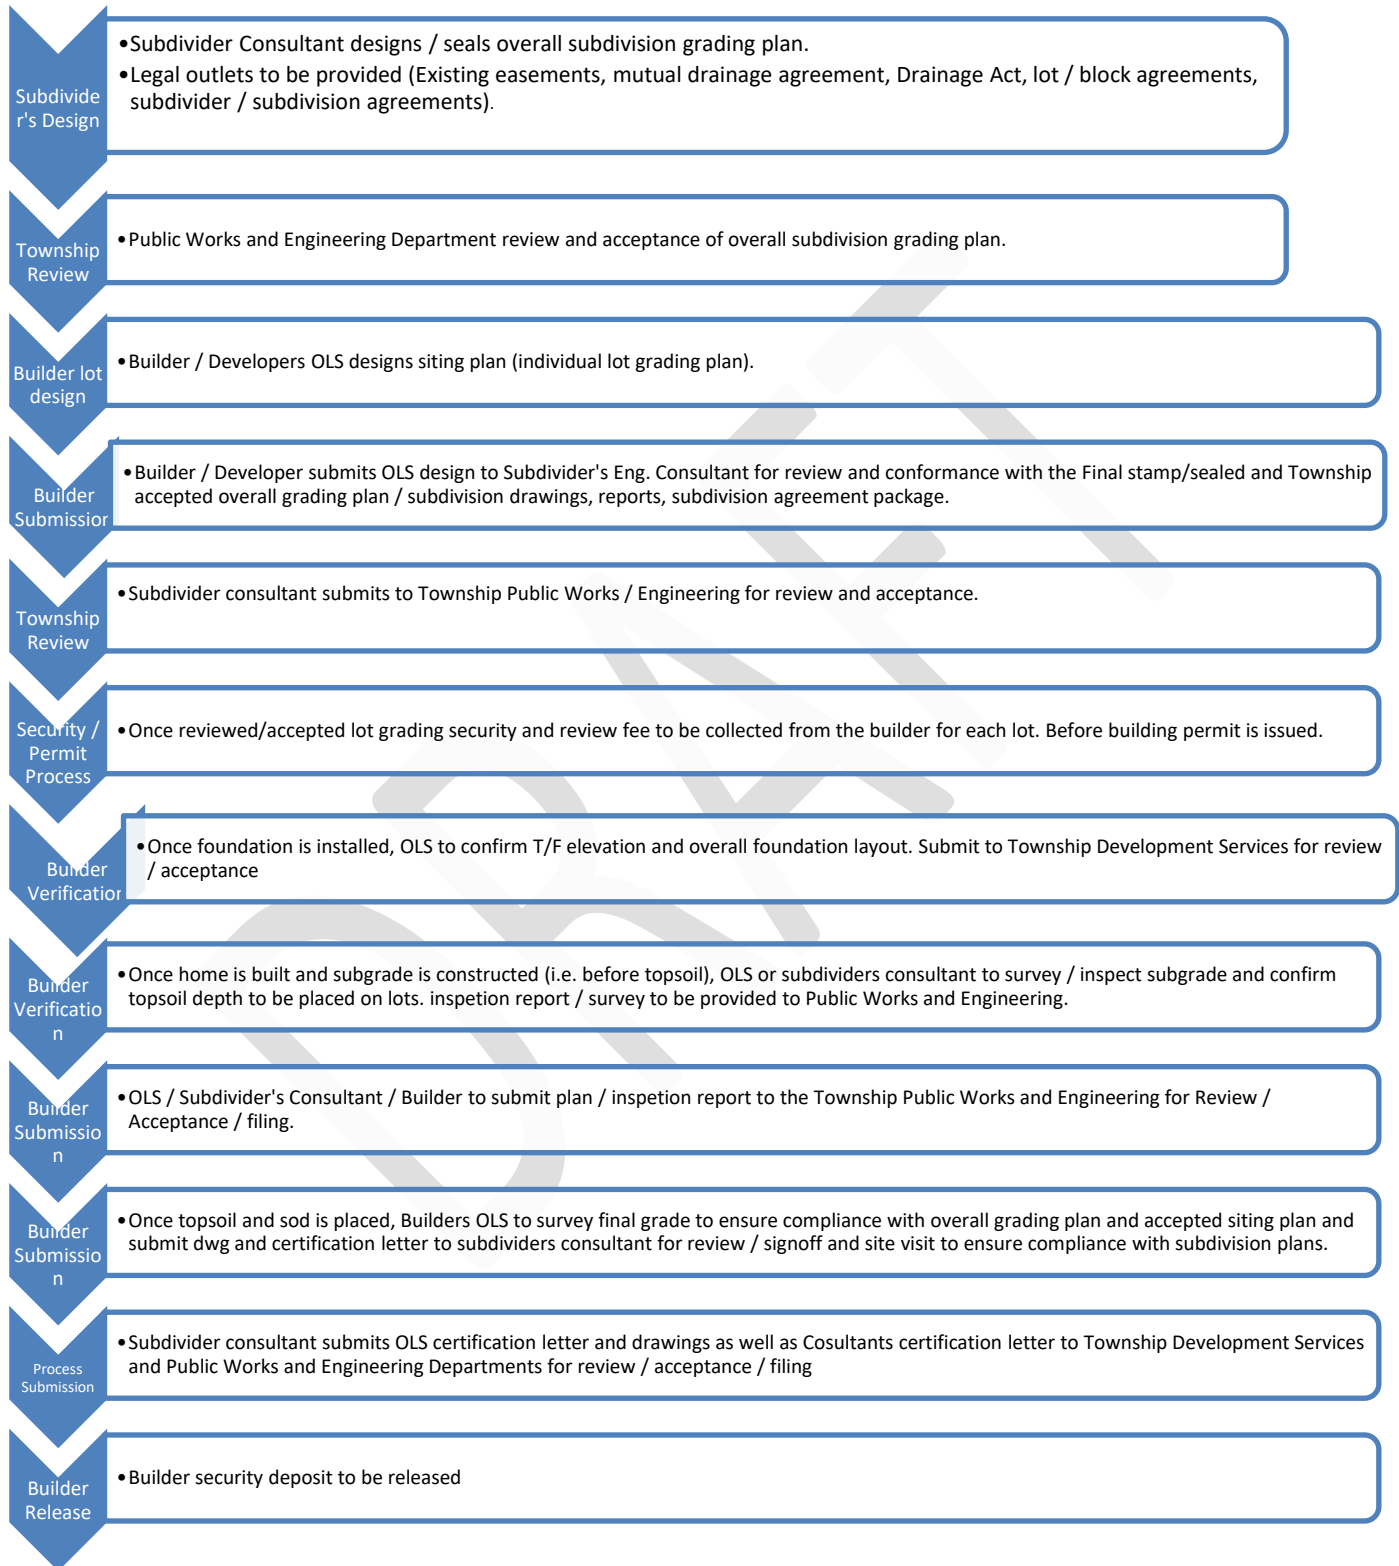 Subdivide
r's Design
•Subdivider Consultant designs / seals overall subdivision grading plan.
•Legal outlets to be provided (Existing easements, mutual drainage agreement, Drainage Act, lot / block agreements,
subdivider / subdivision agreements).
Township
Review
•Public Works and Engineering Department review and acceptance of overall subdivision grading plan.
Builder lot
design
•Builder / Developers OLS designs siting plan (individual lot grading plan).
Builder
Submission
•Builder / Developer submits OLS design to Subdivider's Eng. Consultant for review and conformance with the Final stamp/sealed and Township
accepted overall grading plan / subdivision drawings, reports, subdivision agreement package.
Township
Review
•Subdivider consultant submits to Township Public Works / Engineering for review and acceptance.
Security /
Permit
Process
•Once reviewed/accepted lot grading security and review fee to be collected from the builder for each lot. Before building permit is issued.
Builder
Verification
•Once foundation is installed, OLS to confirm T/F elevation and overall foundation layout. Submit to Township Development Services for review
/ acceptance
Builder
Verificatio
n
•Once home is built and subgrade is constructed (i.e. before topsoil), OLS or subdividers consultant to survey / inspect subgrade and confirm
topsoil depth to be placed on lots. inspetion report / survey to be provided to Public Works and Engineering.
Builder
Submissio
n
•OLS / Subdivider's Consultant / Builder to submit plan / inspetion report to the Township Public Works and Engineering for Review /
Acceptance / filing.
Builder
Submissio
n
•Once topsoil and sod is placed, Builders OLS to survey final grade to ensure compliance with overall grading plan and accepted siting plan and
submit dwg and certification letter to subdividers consultant for review / signoff and site visit to ensure compliance with subdivision plans.
Process
Submission
•Subdivider consultant submits OLS certification letter and drawings as well as Cosultants certification letter to Township Development Services
and Public Works and Engineering Departments for review / acceptance / filing
Builder
Release
•Builder security deposit to be released
DRAFT